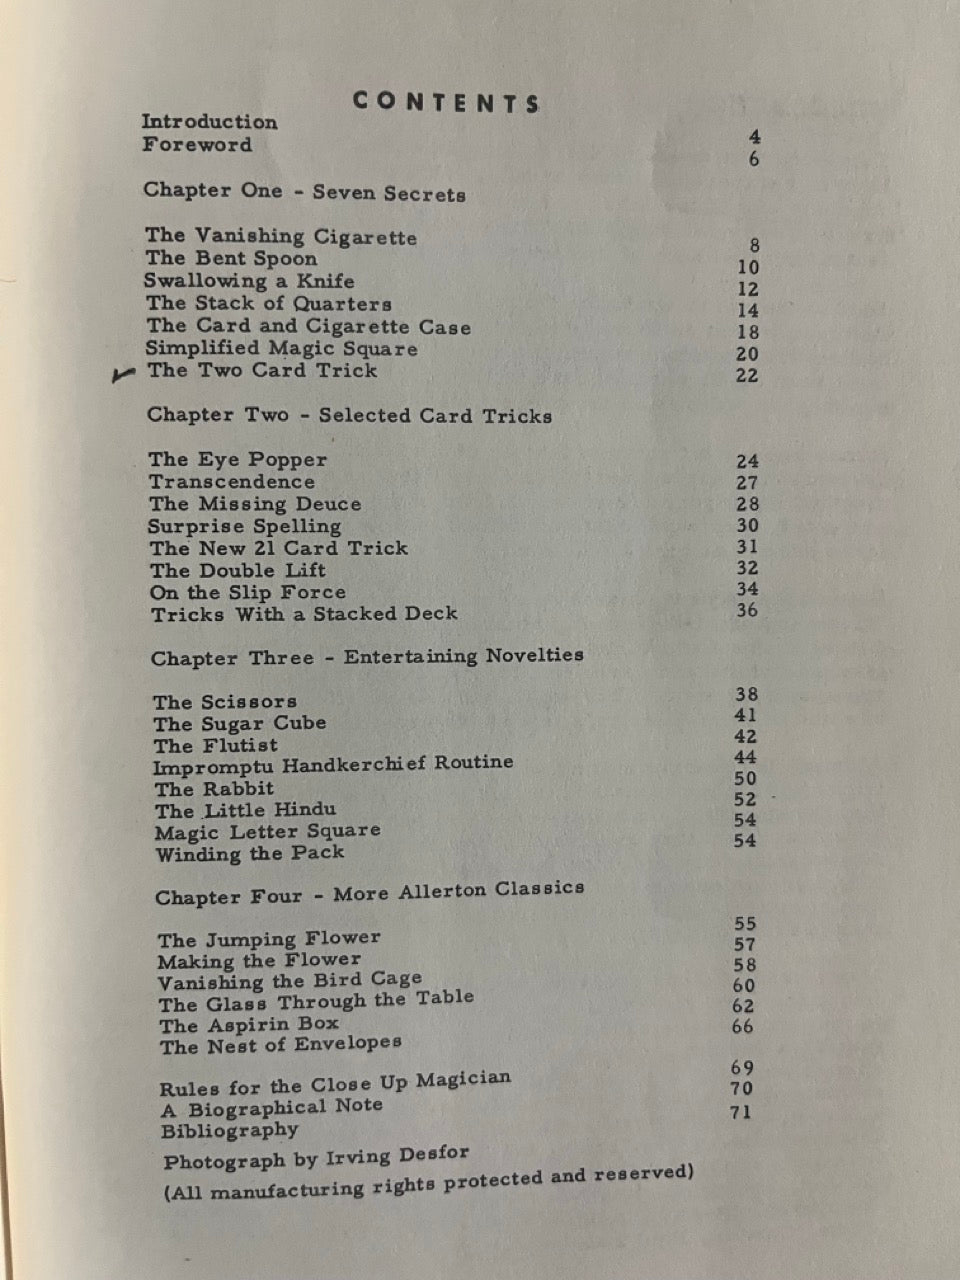 CONTENTS
Introduction 4
Foreword 6
Chapter One - Seven Secrets
The Vanishing Cigarette 8
The Bent Spoon 10
Swallowing a Knife 12
The Stack of Quarters 14
The Card and Cigarette Case 18
Simplified Magic Square 20
The Two Card Trick 22
Chapter Two - Selected Card Tricks
The Eye Popper 24
Transcendence 27
The Missing Deuce 28
Surprise Spelling 30
The New 21 Card Trick 31
The Double Lift 32
On the Slip Force 34
Tricks With a Stacked Deck 36
Chapter Three - Entertaining Novelties
The Scissors 38
The Sugar Cube 41
The Flutist 42
Impromptu Handkerchief Routine 44
The Rabbit 50
The Little Hindu 52
Magic Letter Square 54
Winding the Pack 54
Chapter Four - More Allerton Classics
The Jumping Flower 55
Making the Flower 57
Vanishing the Bird Cage 58
The Glass Through the Table 60
The Aspirin Box 62
The Nest of Envelopes 66
Rules for the Close Up Magician 69
A Biographical Note 70
Bibliography 71
Photograph by Irving Desfor
(All manufacturing rights protected and reserved)